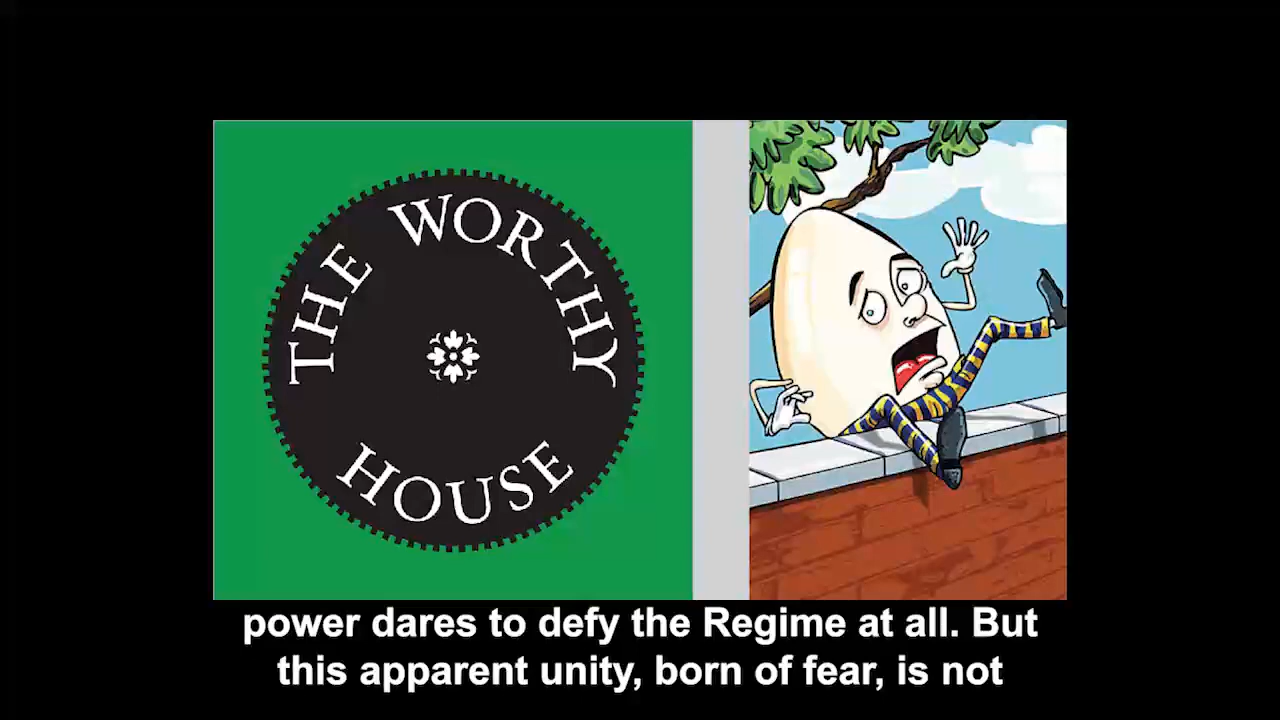 THE WORTHY
HOUSE
power dares to defy the Regime at all. But
this apparent unity, born of fear, is not